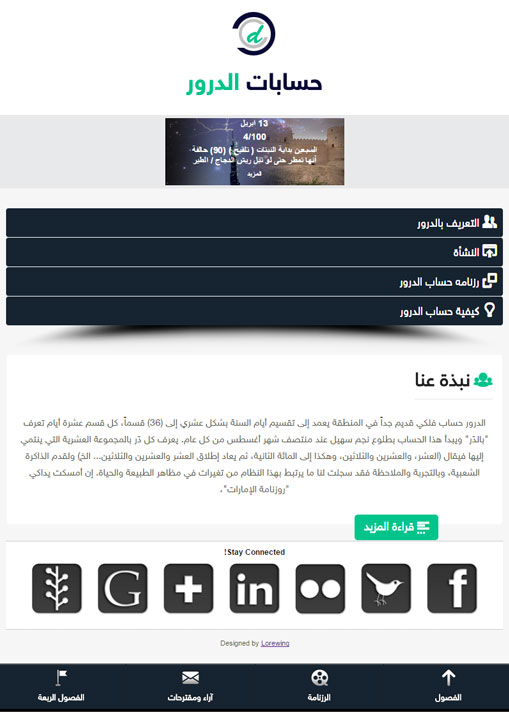 حسابات الدرور
13 ابريل
4/100
السبعين بداية النبتات ( تلقيح ) (90) حالفة
أنها تمطر حتى لو تبّل ريش الدجاج / الطير
المزيد
التعريف بالدرور
النشأة
رزنامه حساب الدرور
كيفية حساب الدرور
نبذة عنا
الدرور حساب فلكي قديم جداً في المنطقة يعمد إلى تقسيم أيام السنة بشكل عشري إلى (36) قسماً، كل قسم عشرة أيام تعرف
"بالدَر" ويبدأ هذا الحساب بطلوع نجم سهيل عند منتصف شهر أغسطس من كل عام. يعرف كل دَر بالمجموعة العشرية التي ينتمي
إليها فيقال (العشر، والعشرين والثلاثين، وهكذا إلى المائة الثانية، ثم يعاد إطلاق العشر والعشرين والثلاثين... الخ) ولقدم الذاكرة
الشعبية، وبالتجربة والملاحظة فقد سجلت لنا ما يرتبط بهذا النظام من تغيرات في مظاهر الطبيعة والحياة. إن أمسكت يداكي
"روزنامة الإمارات"،
قراءة المزيد
!Stay Connected
Designed by Lorewing
الفصول
الرزنامة
آراء ومقترحات
الفصول الربعة